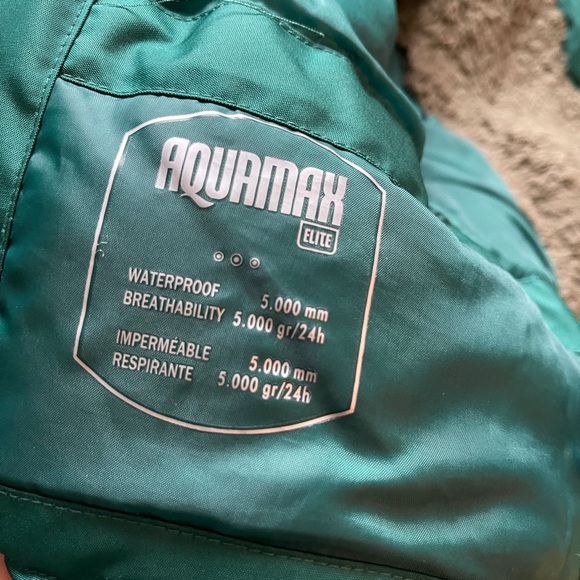 AQUAMAX
ELITE
WATERPROOF 5.000 mm
BREATHABILITY 5.000 gr/24h
IMPERMÉABLE 5.000 mm
RESPIRANTE 5.000 gr/24h